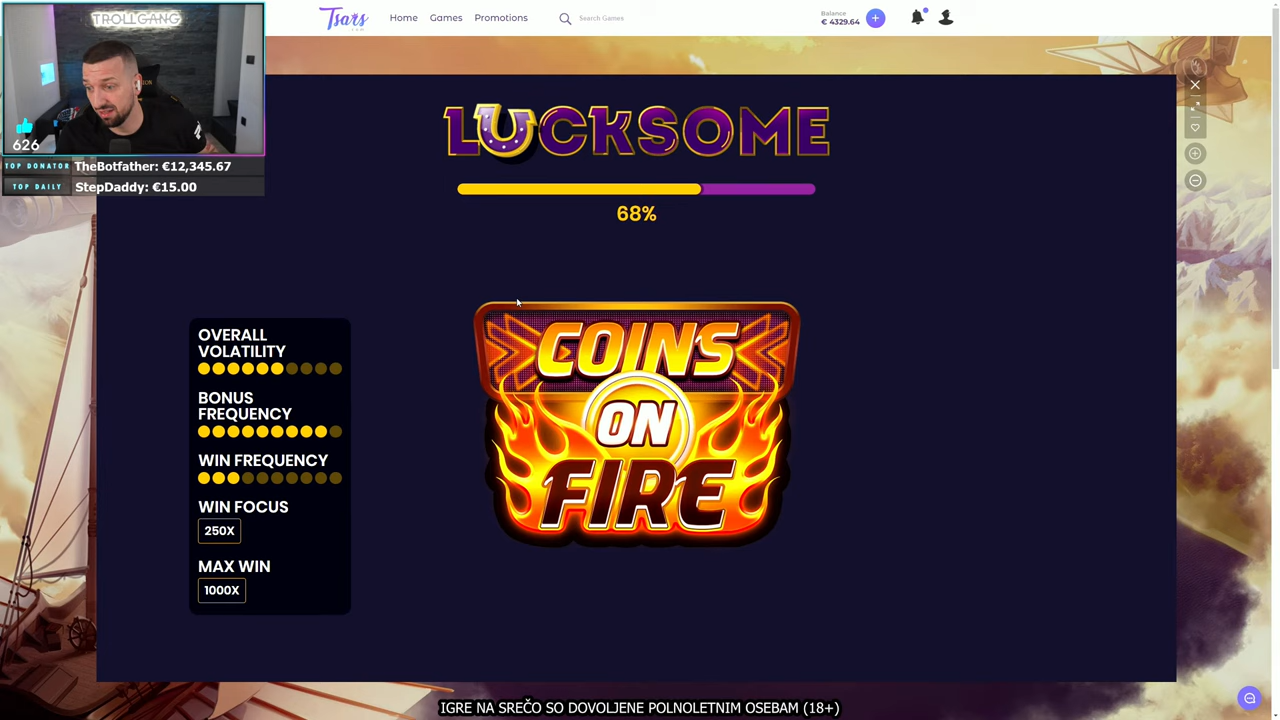 TROLLGANG
626
TOP DONATOR TheBotfather: €12,345.67
TOP DAILY StepDaddy: €15.00
Tsars
Home Games Promotions Search Games
Balance
€ 4329.64
LUCKSOME
68%
COINS
ON
FIRE
OVERALL
VOLATILITY
BONUS
FREQUENCY
WIN FREQUENCY
WIN FOCUS
250X
MAX WIN
1000X
IGRE NA SREČO SO DOVOLJENE POLNOLETNIM OSEBAM (18+)